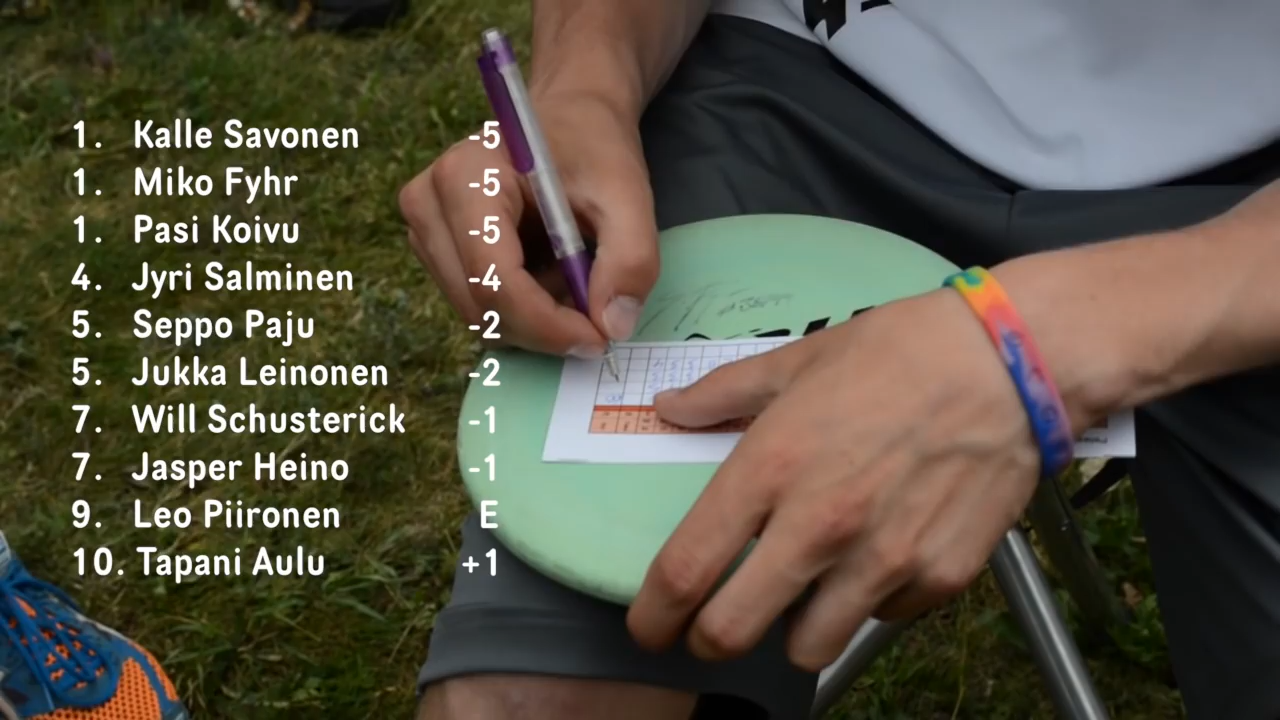 1. Kalle Savonen -5
1. Miko Fyhr -5
1. Pasi Koivu -5
4. Jyri Salminen -4
5. Seppo Paju -2
5. Jukka Leinonen -2
7. Will Schusterick -1
7. Jasper Heino -1
9. Leo Piironen E
10. Tapani Aulu +1